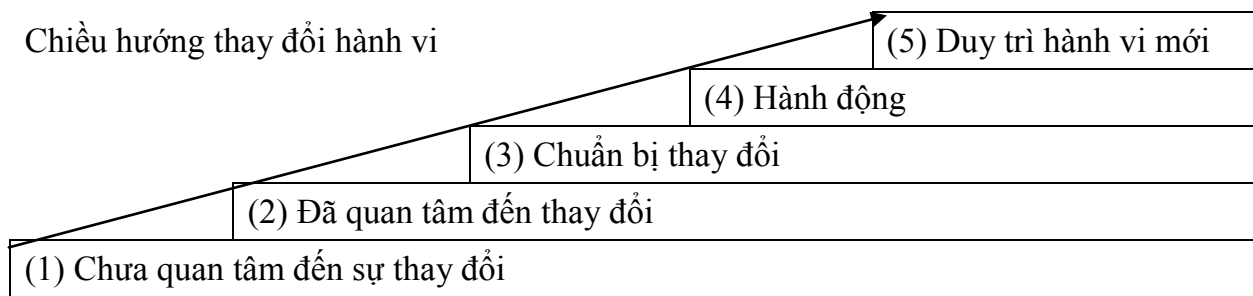 Chiều hướng thay đổi hành vi
(5) Duy trì hành vi mới
(4) Hành động
(3) Chuẩn bị thay đổi
(2) Đã quan tâm đến thay đổi
(1) Chưa quan tâm đến sự thay đổi